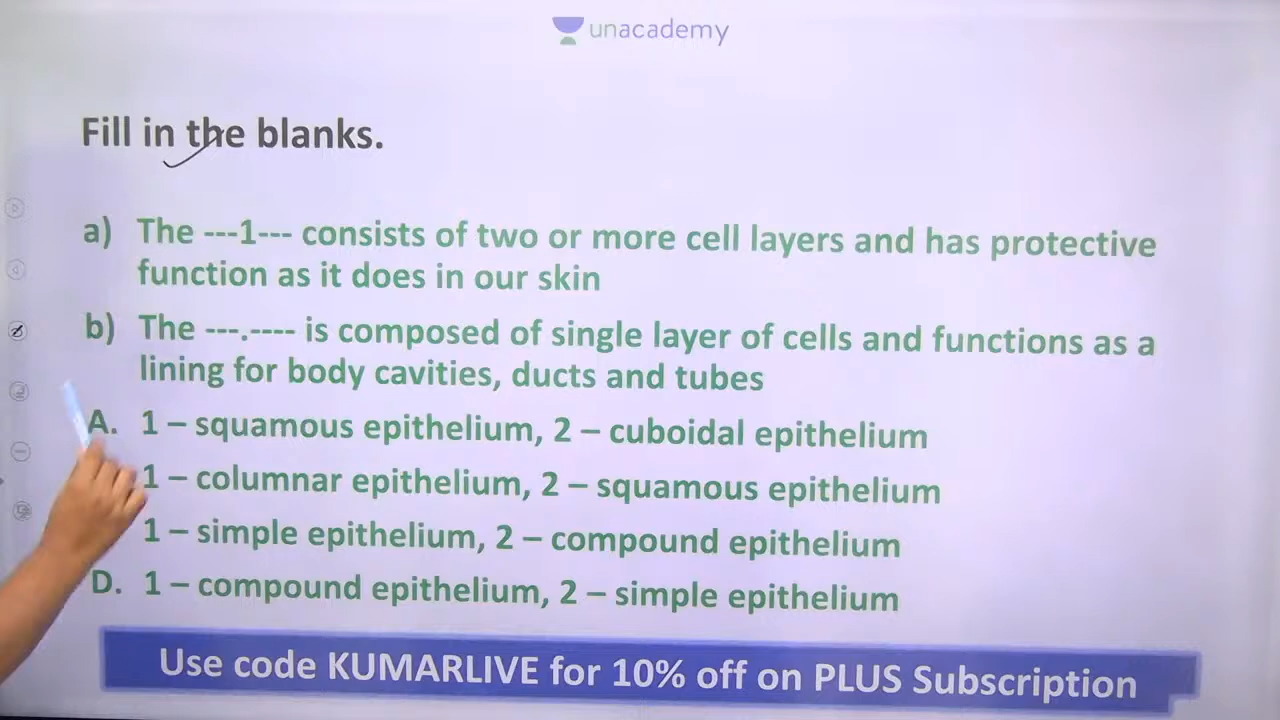 unacademy
Fill in the blanks.
a) The ---1--- consists of two or more cell layers and has protective
function as it does in our skin
b) The ---.---- is composed of single layer of cells and functions as a
lining for body cavities, ducts and tubes
A. 1 – squamous epithelium, 2 – cuboidal epithelium
1 – columnar epithelium, 2 – squamous epithelium
1 – simple epithelium, 2 – compound epithelium
D. 1 – compound epithelium, 2 – simple epithelium
Use code KUMARLIVE for 10% off on PLUS Subscription